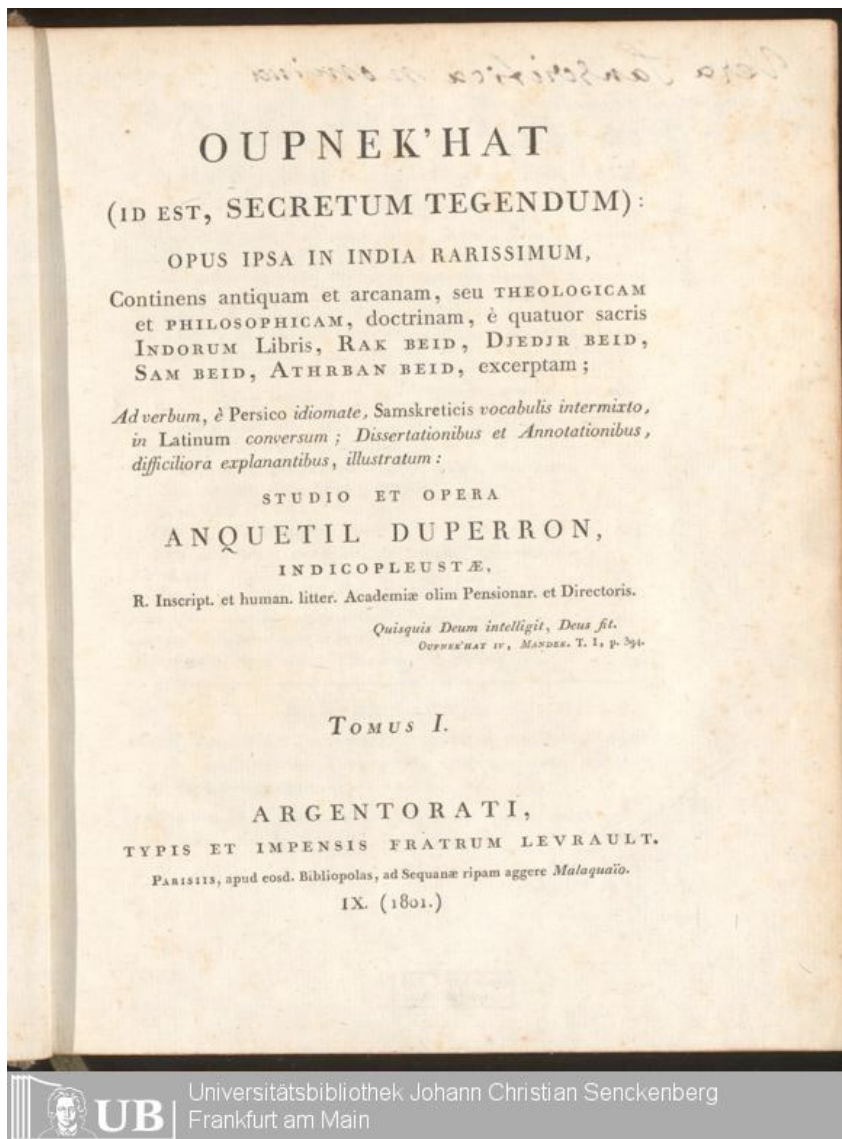 OUPNEK'HAT
(ID EST, SECRETUM TEGENDUM):
OPUS IPSA IN INDIA RARISSIMUM,
Continens antiquam et arcanam, seu THEOLOGICAM
et PHILOSOPHICAM, doctrinam, è quatuor sacris
INDORUM Libris, RAK BEID, DJEDJR BEID,
SAM BEID, ATHRBAN BEID, excerptam;
Ad verbum, è Persico idiomate, Samskreticis vocabulis intermixto,
in Latinum conversum; Dissertationibus et Annotationibus,
difficiliora explanantibus, illustratum:
STUDIO ET OPERA
ANQUETIL DUPERRON,
INDICOPLEUSTÆ,
R. Inscript. et human. litter. Academiæ olim Pensionar. et Directoris.
Quisquis Deum intelligit, Deus fit.
OUPNEK'HAT IV, MANDEK. T. I, p. 394.
TOMUS I.
ARGENTORATI,
TYPIS ET IMPENSIS FRATRUM LEVRAULT.
PARISIIS, apud eosd. Bibliopolas, ad Sequanæ ripam aggere Malaquaïo.
IX. (1801.)
UB
Universitätsbibliothek Johann Christian Senckenberg
Frankfurt am Main